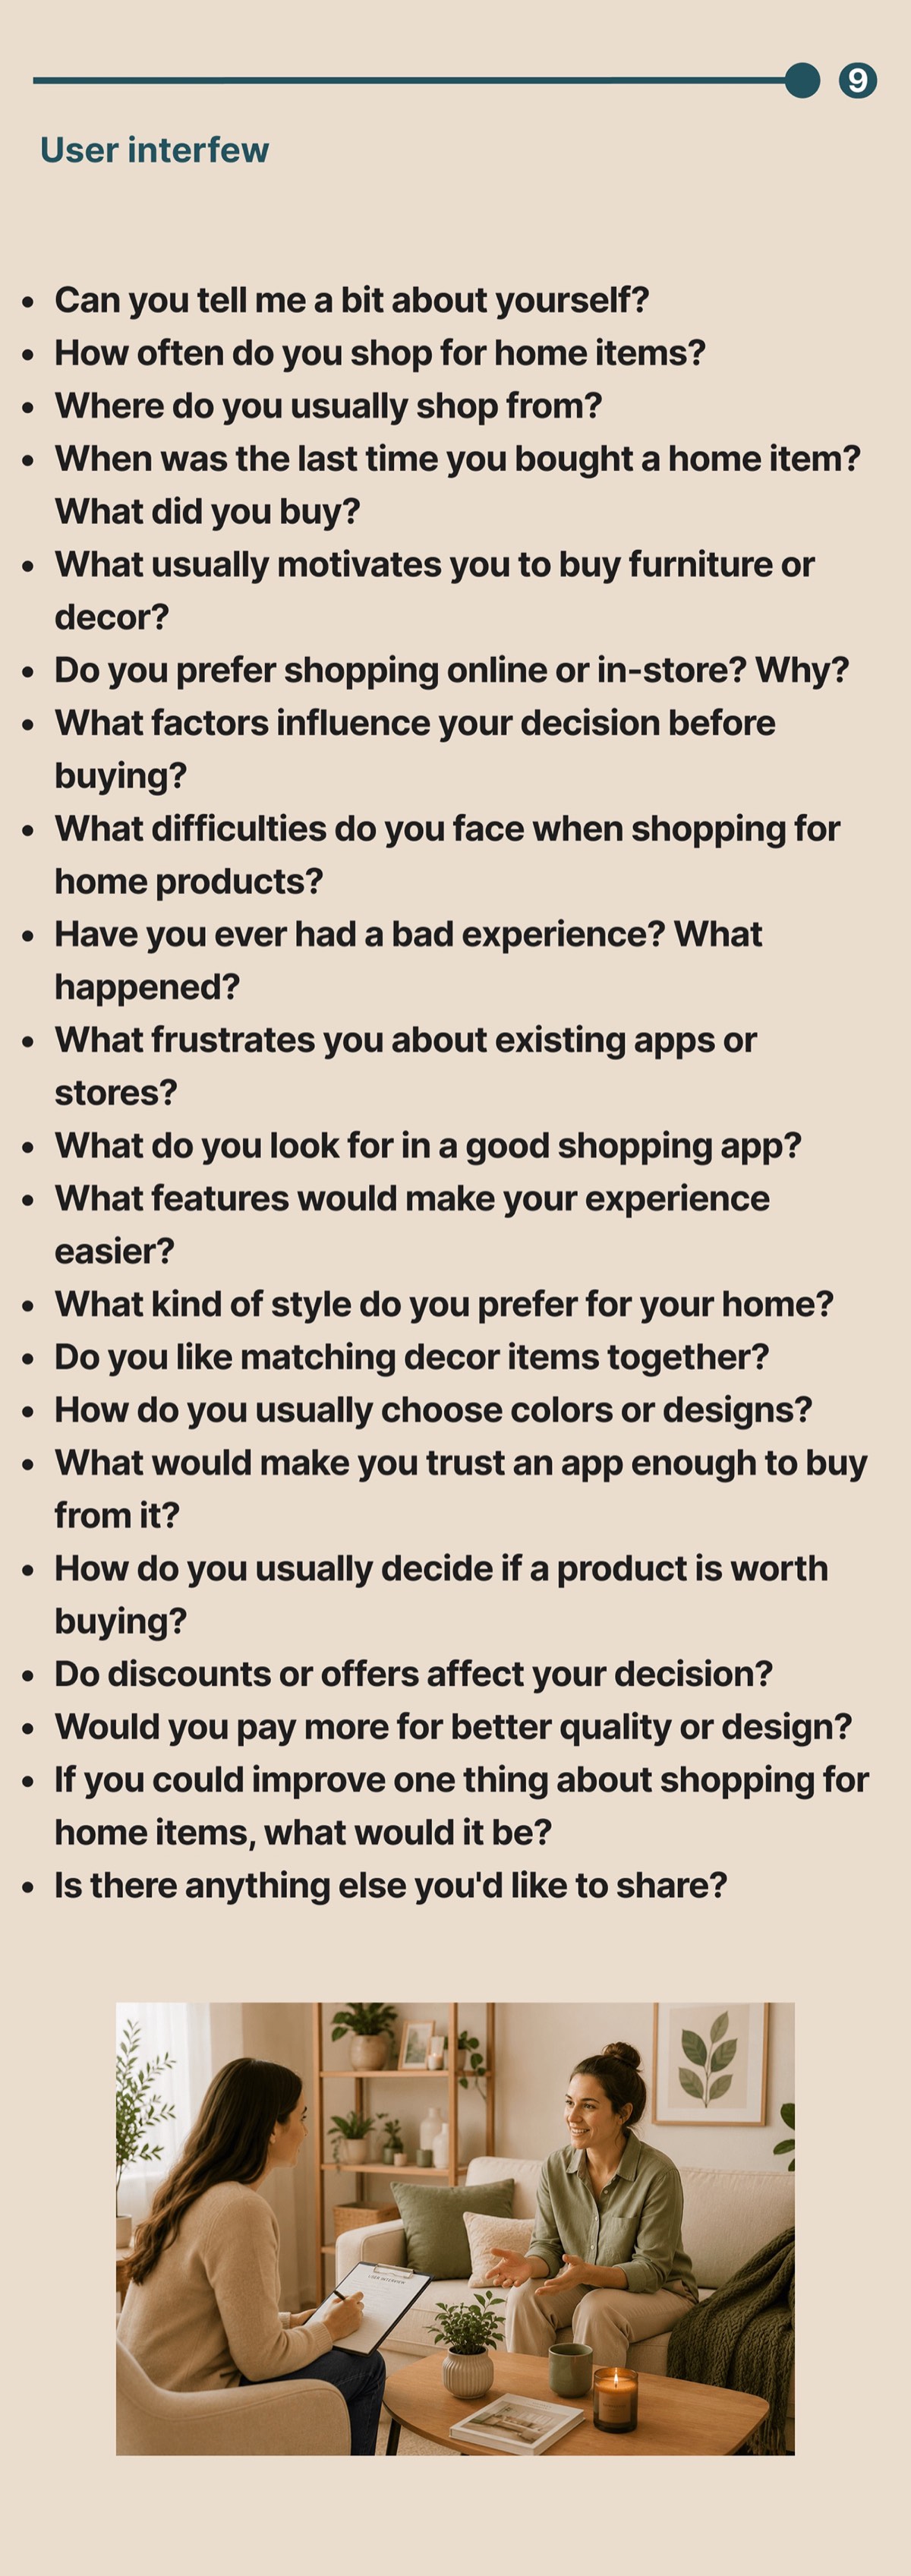 9
User interfew
• Can you tell me a bit about yourself?
• How often do you shop for home items?
• Where do you usually shop from?
• When was the last time you bought a home item?
What did you buy?
• What usually motivates you to buy furniture or
decor?
• Do you prefer shopping online or in-store? Why?
• What factors influence your decision before
buying?
• What difficulties do you face when shopping for
home products?
• Have you ever had a bad experience? What
happened?
• What frustrates you about existing apps or
stores?
• What do you look for in a good shopping app?
• What features would make your experience
easier?
• What kind of style do you prefer for your home?
• Do you like matching decor items together?
• How do you usually choose colors or designs?
• What would make you trust an app enough to buy
from it?
• How do you usually decide if a product is worth
buying?
• Do discounts or offers affect your decision?
• Would you pay more for better quality or design?
• If you could improve one thing about shopping for
home items, what would it be?
• Is there anything else you'd like to share?